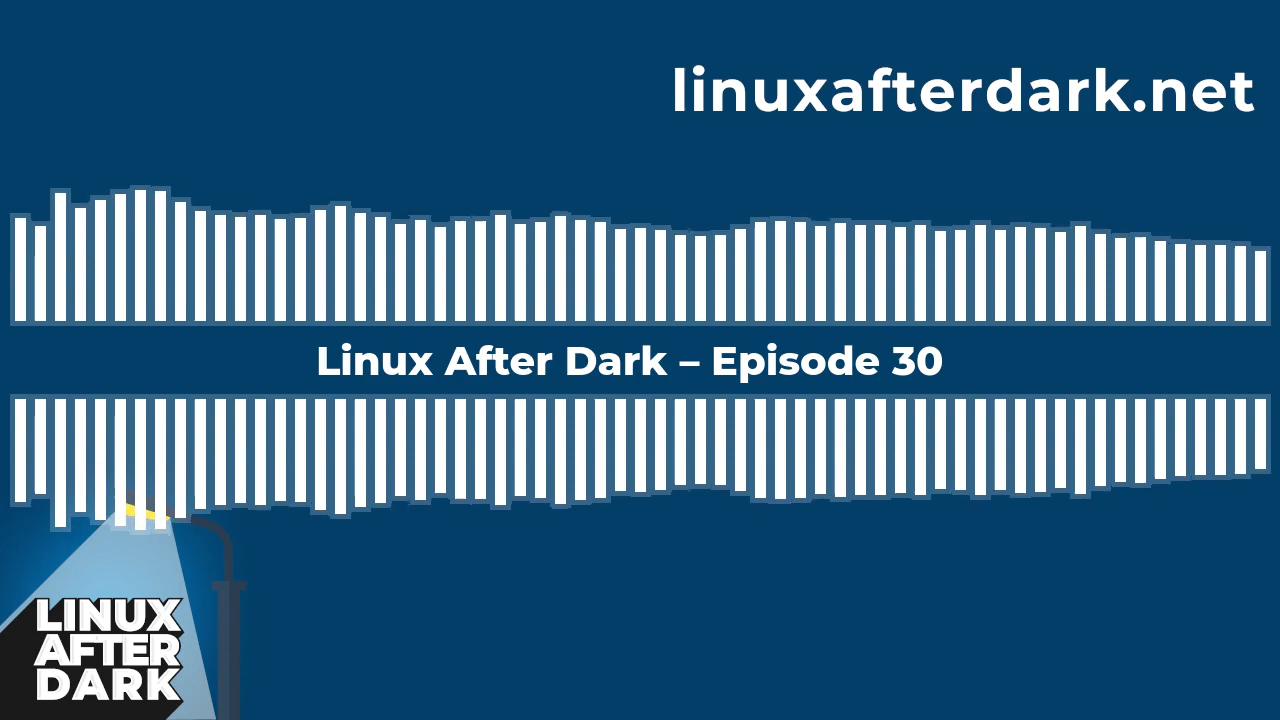 linuxafterdark.net
Linux After Dark – Episode 30
LINUX
AFTER
DARK